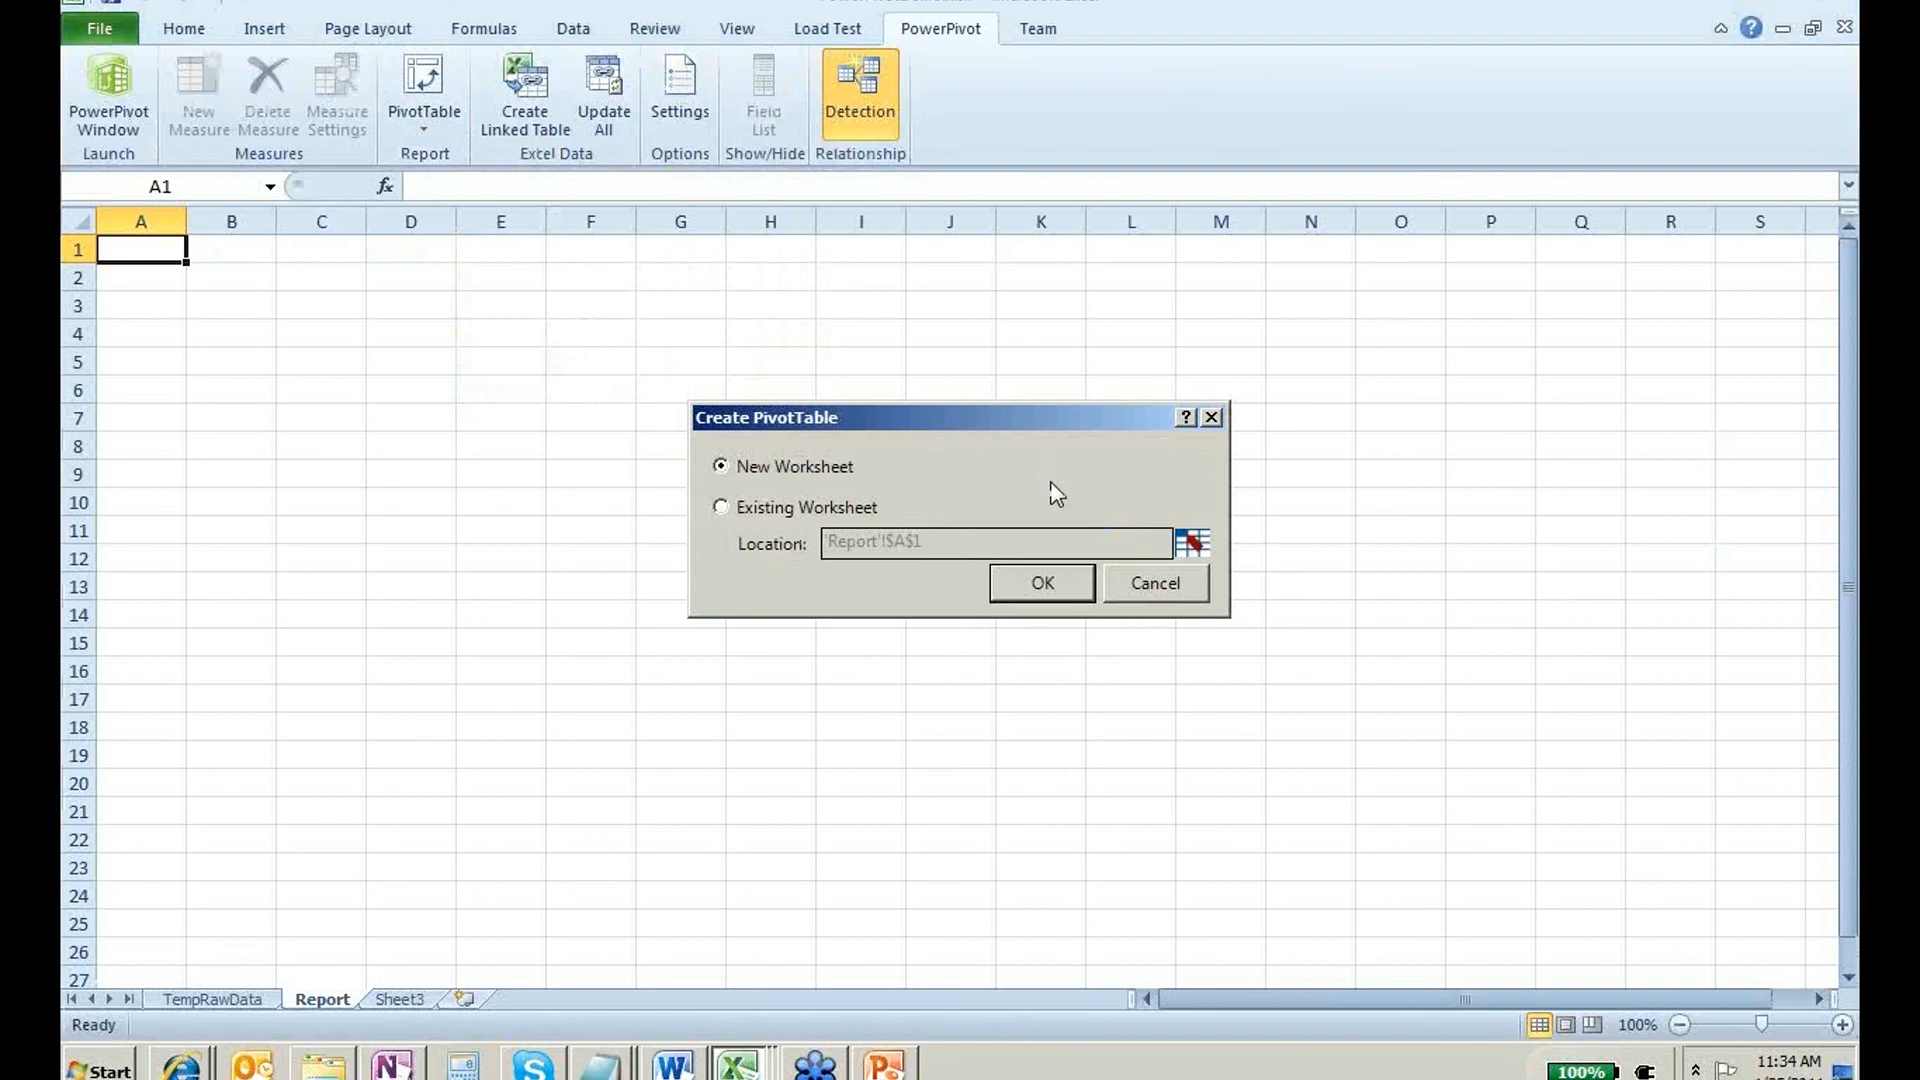 File Home Insert Page Layout Formulas Data Review View Load Test PowerPivot Team
PowerPivot Window New Measure Delete Measure Measure Settings PivotTable Create Linked Table Update All Settings Field List Detection
Launch Measures Report Excel Data Options Show/Hide Relationship
A1 fx
A B C D E F G H I J K L M N O P Q R S
1
2
3
4
5
6
7
8
9
10
11
12
13
14
15
16
17
18
19
20
21
22
23
24
25
26
27
Create PivotTable
New Worksheet
Existing Worksheet
Location: 'Report'!$A$1
OK Cancel
TempRawData Report Sheet3
Ready 100%
Start 100% 11:34 AM